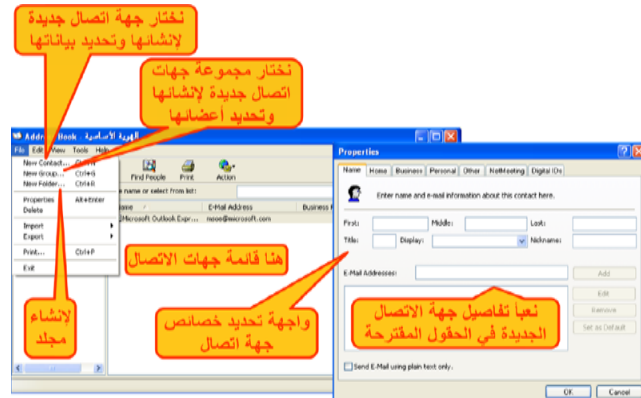 نختار جهة اتصال جديدة
لإنشائها وتحديد بياناتها
نختار مجموعة جهات
اتصال جديدة لإنشائها
وتحديد أعضائها
Address Book - الهوية الأساسية
File Edit View Tools Help
New Contact... Ctrl+N
New Group... Ctrl+G
New Folder... Ctrl+R
Properties Alt+Enter
Delete
Import
Export
Print... Ctrl+P
Exit
Find People Print Action
name or select from list:
Name E-Mail Address Business
Microsoft Outlook Expr... msoe@microsoft.com
هنا قائمة جهات الاتصال
لإنشاء
مجلد
واجهة تحديد خصائص
جهة اتصال
Properties
Name Home Business Personal Other NetMeeting Digital IDs
Enter name and e-mail information about this contact here.
First: Middle: Last:
Title: Display: Nickname:
E-Mail Addresses: Add
Edit
Remove
Set as Default
نعبأ تفاصيل جهة الاتصال
الجديدة في الحقول المقترحة
Send E-Mail using plain text only.
OK Cancel